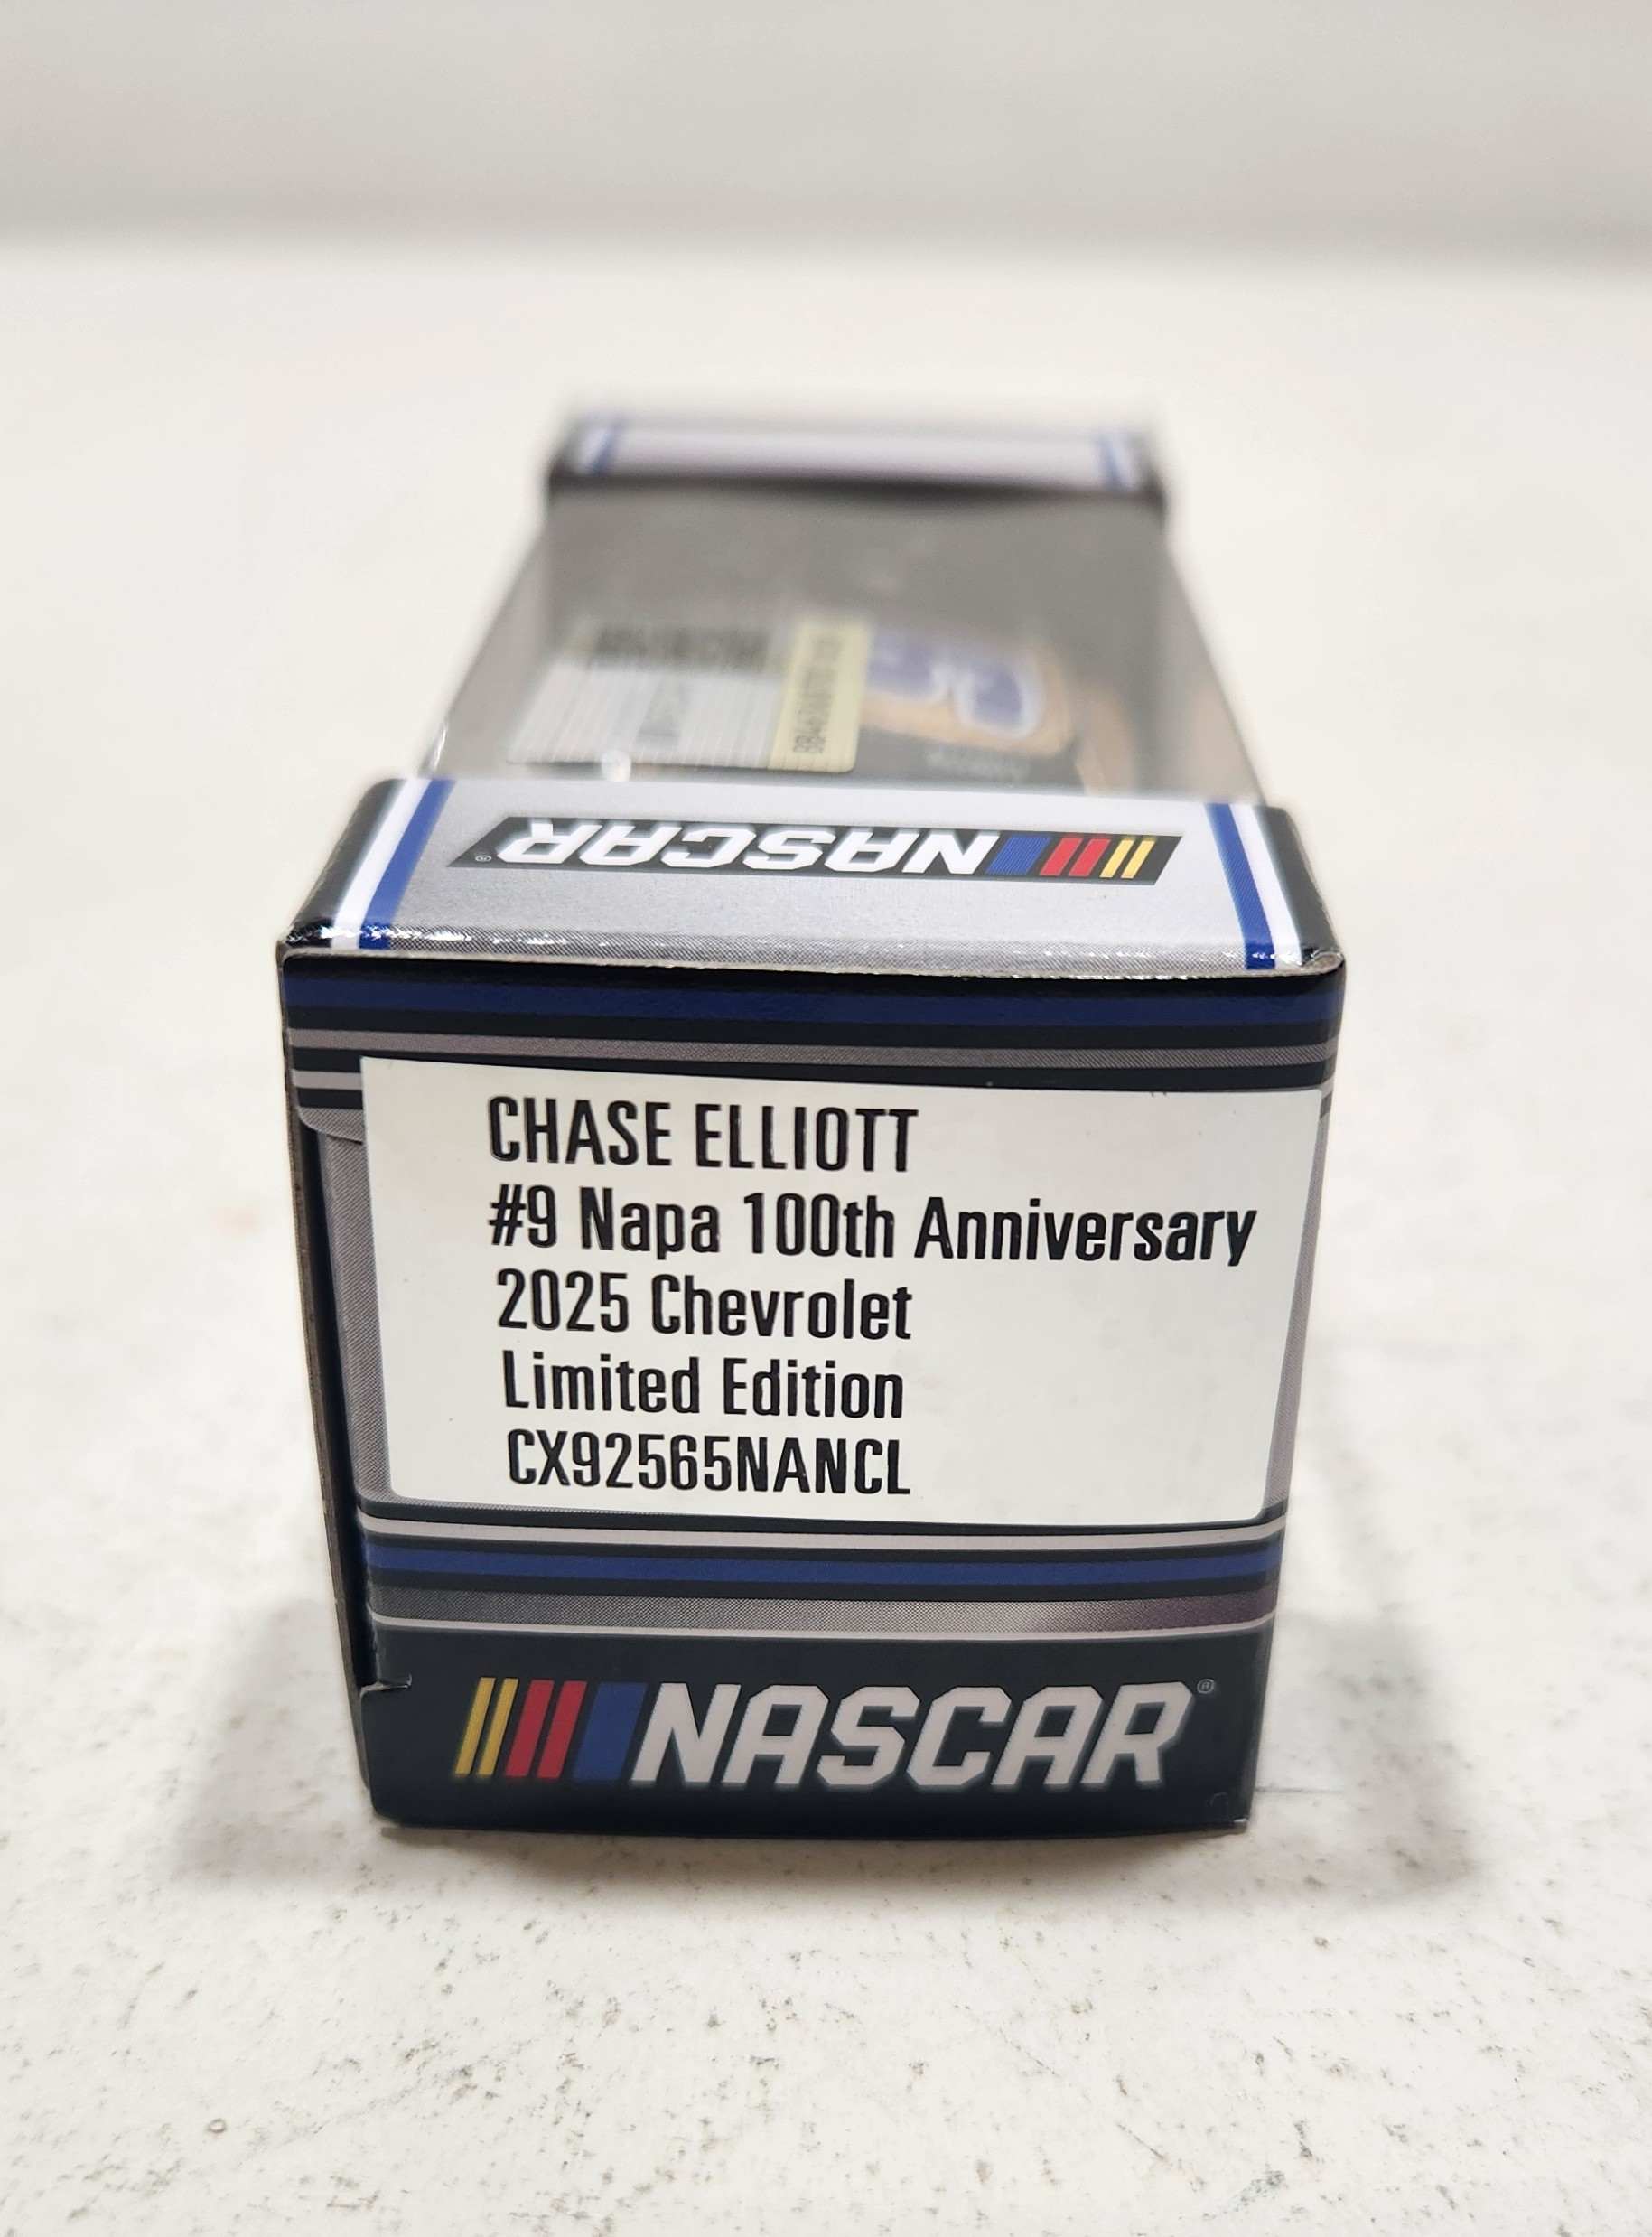 NASCAR
CHASE ELLIOTT
#9 Napa 100th Anniversary
2025 Chevrolet
Limited Edition
CX92565NANCL
NASCAR®